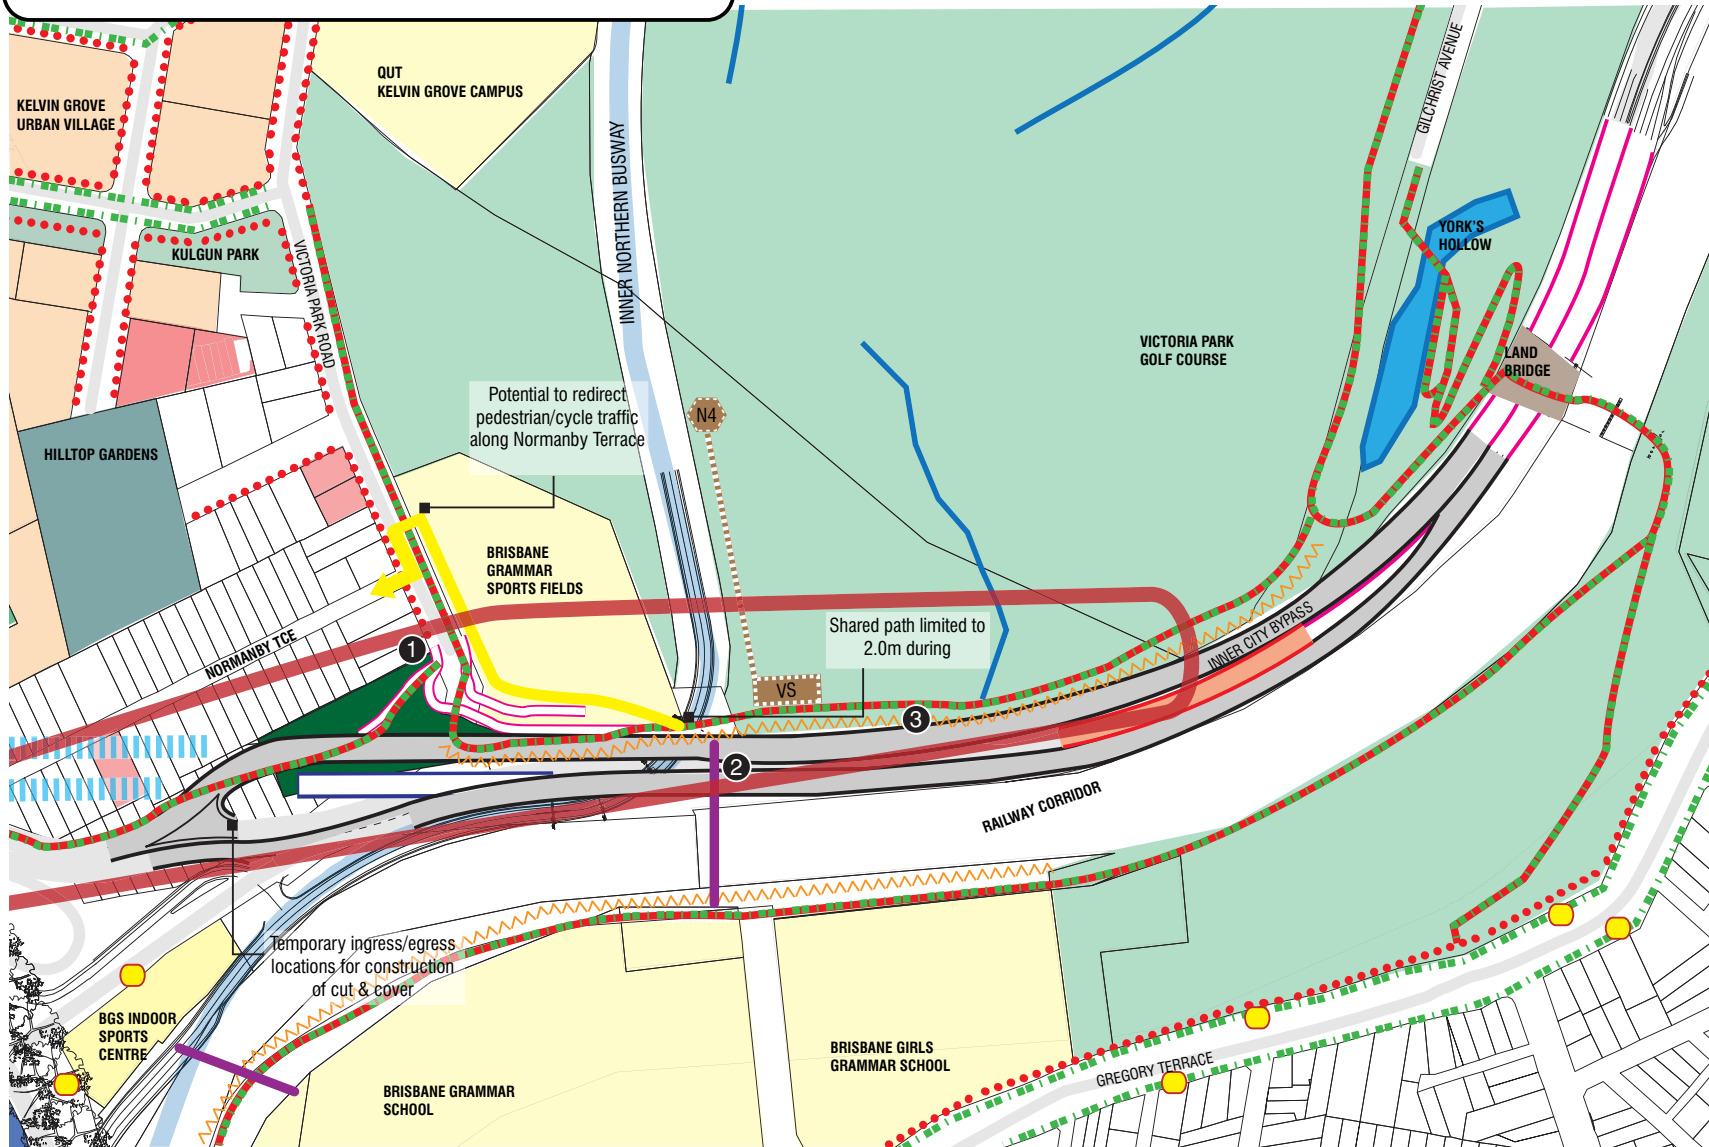 QUT
KELVIN GROVE CAMPUS
KELVIN GROVE
URBAN VILLAGE
GILCHRIST AVENUE
INNER NORTHERN BUSWAY
YORK'S
HOLLOW
KULGUN PARK
VICTORIA PARK ROAD
VICTORIA PARK
GOLF COURSE
LAND
BRIDGE
Potential to redirect
pedestrian/cycle traffic
along Normanby Terrace
N4
HILLTOP GARDENS
BRISBANE
GRAMMAR
SPORTS FIELDS
Shared path limited to
2.0m during
NORMANBY TCE
1
INNER CITY BYPASS
VS
3
2
RAILWAY CORRIDOR
Temporary ingress/egress
locations for construction
of cut & cover
BGS INDOOR
SPORTS
CENTRE
BRISBANE GIRLS
GRAMMAR SCHOOL
GREGORY TERRACE
BRISBANE GRAMMAR
SCHOOL